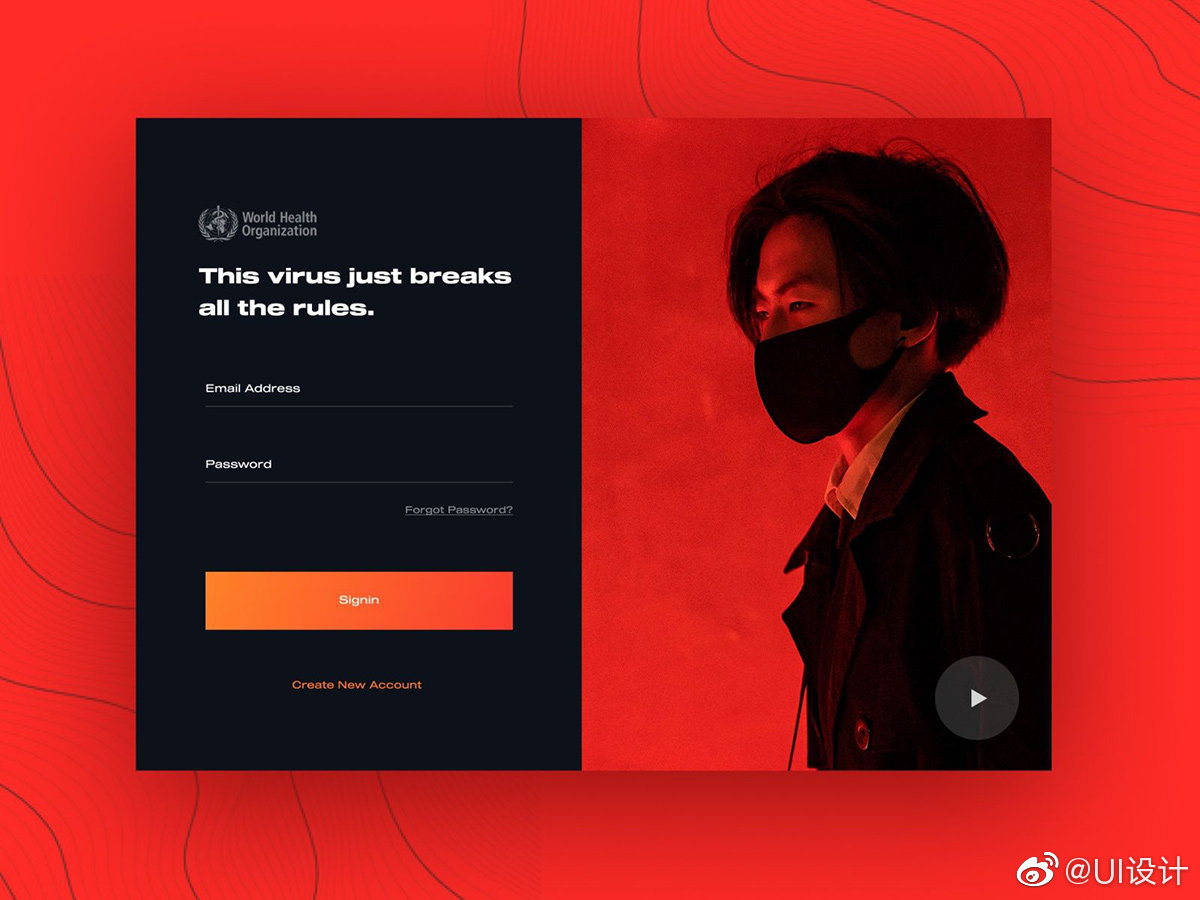 World Health
Organization
This virus just breaks
all the rules.
Email Address
Password
Forgot Password?
Signin
Create New Account
@UI设计